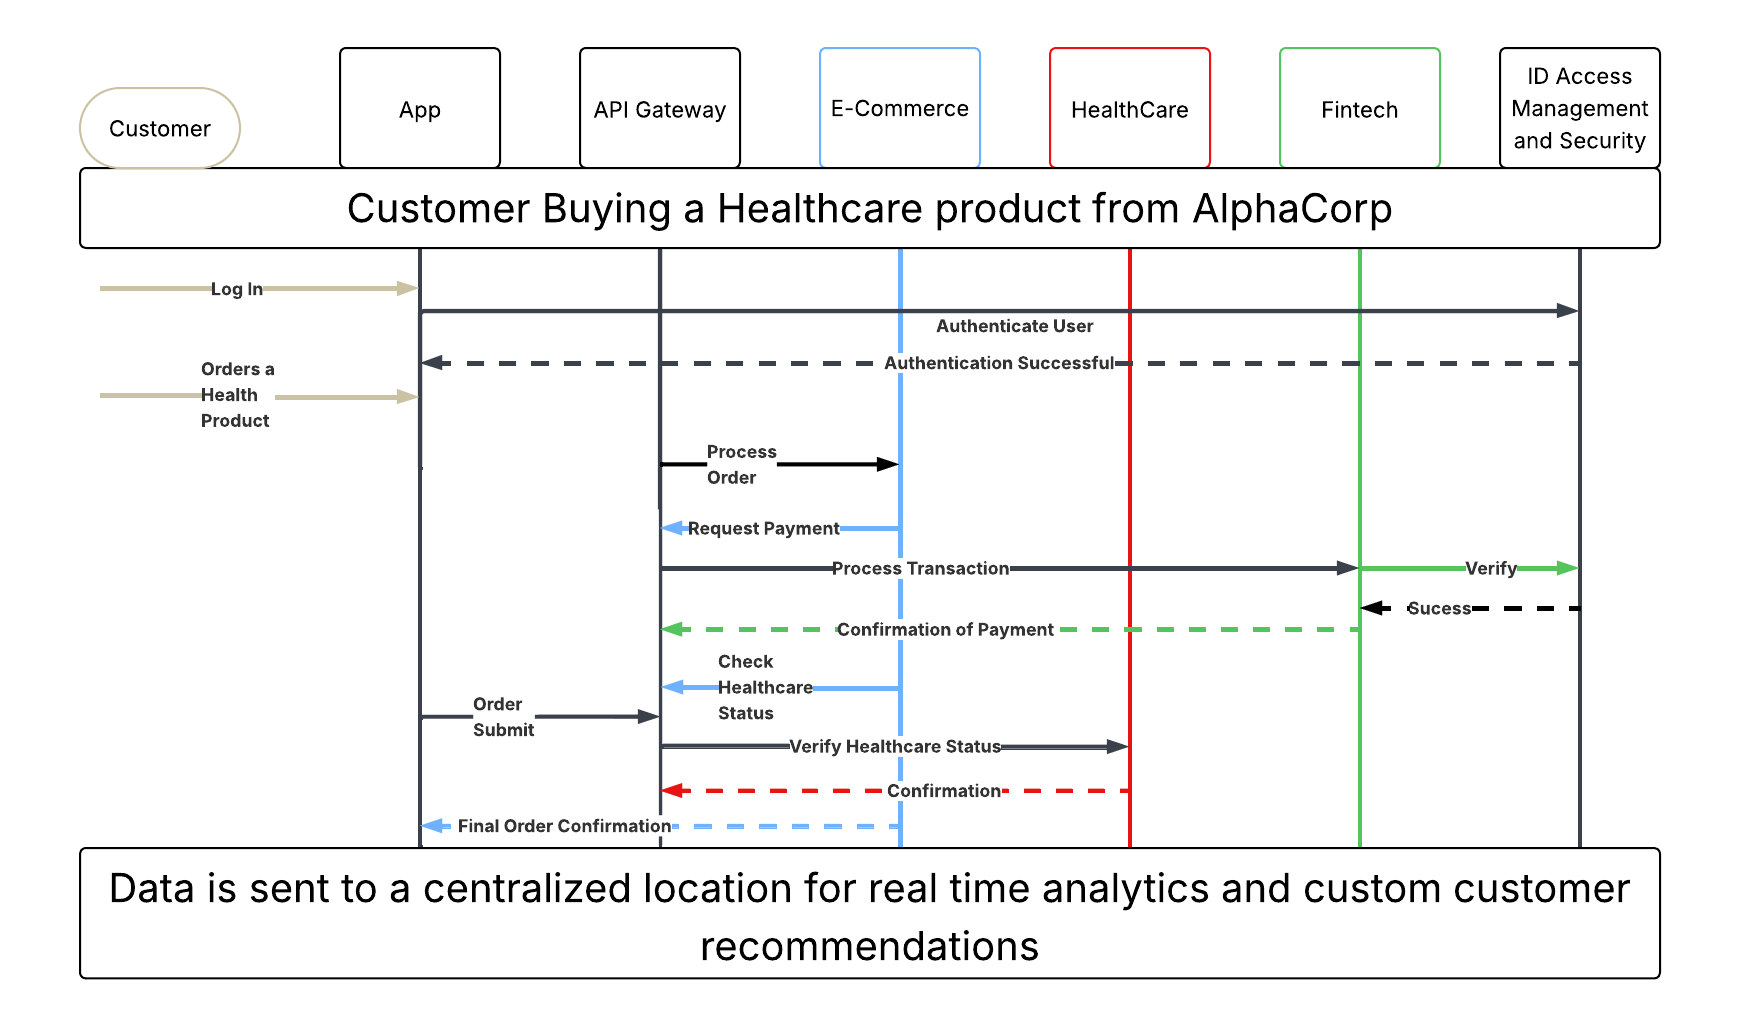 Customer
App
API Gateway
E-Commerce
HealthCare
Fintech
ID Access
Management
and Security
Customer Buying a Healthcare product from AlphaCorp
Log In
Authenticate User
Authentication Successful
Orders a
Health
Product
Process
Order
Request Payment
Process Transaction
Verify
Sucess
Confirmation of Payment
Check
Healthcare
Status
Order
Submit
Verify Healthcare Status
Confirmation
Final Order Confirmation
Data is sent to a centralized location for real time analytics and custom customer
recommendations